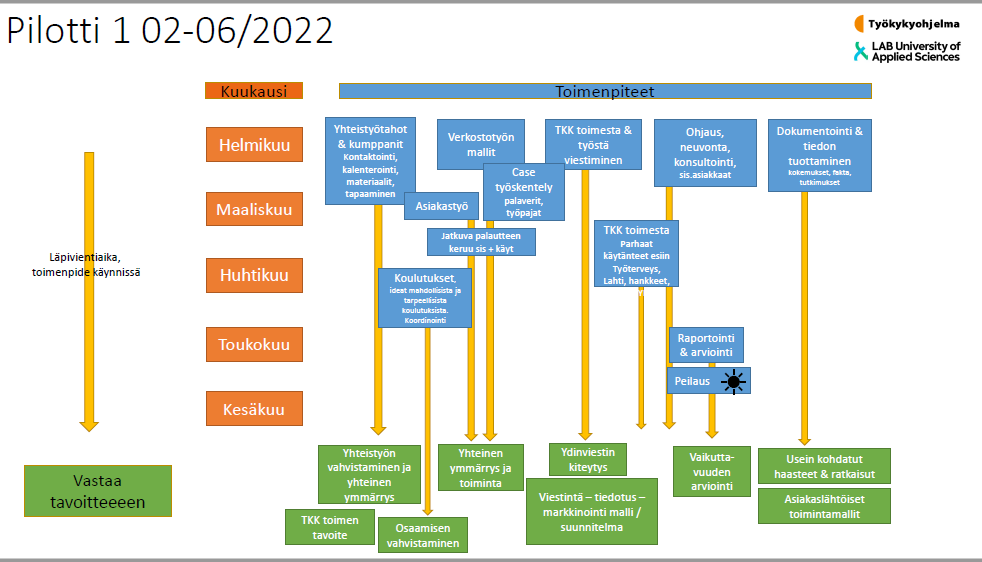 Pilotti 1 02-06/2022
Työkykyohjelma
LAB University of
Applied Sciences
Kuukausi
Toimenpiteet
Helmikuu
Maaliskuu
Huhtikuu
Toukokuu
Kesäkuu
Läpivientiaika,
toimenpide käynnissä
Vastaa
tavoitteeeen
Yhteistyötahot
& kumppanit
Kontaktointi,
kalenterointi,
materiaalit,
tapaaminen
Verkostotyön
mallit
Case
työskentely
palaverit,
työpajat
Asiakastyö
Jatkuva palautteen
keruu sis + käyt
Koulutukset,
ideat mahdollisista ja
tarpeellisista
koulutuksista.
Koordinointi
TKK toimesta &
työstä
viestiminen
Ohjaus,
neuvonta,
konsultointi,
sis.asiakkaat
TKK toimesta
Parhaat
käytänteet esiin
Työterveys,
Lahti, hankkeet,
Dokumentointi &
tiedon
tuottaminen
kokemukset, fakta,
tutkimukset
Raportointi
& arviointi
Peilaus
Yhteistyön
vahvistaminen ja
yhteinen
ymmärrys
TKK toimen
tavoite
Osaamisen
vahvistaminen
Yhteinen
ymmärrys ja
toiminta
Ydinviestin
kiteytys
Viestintä – tiedotus –
markkinointi malli /
suunnitelma
Vaikutta-
vuuden
arviointi
Usein kohdatut
haasteet & ratkaisut
Asiakaslähtöiset
toimintamallit